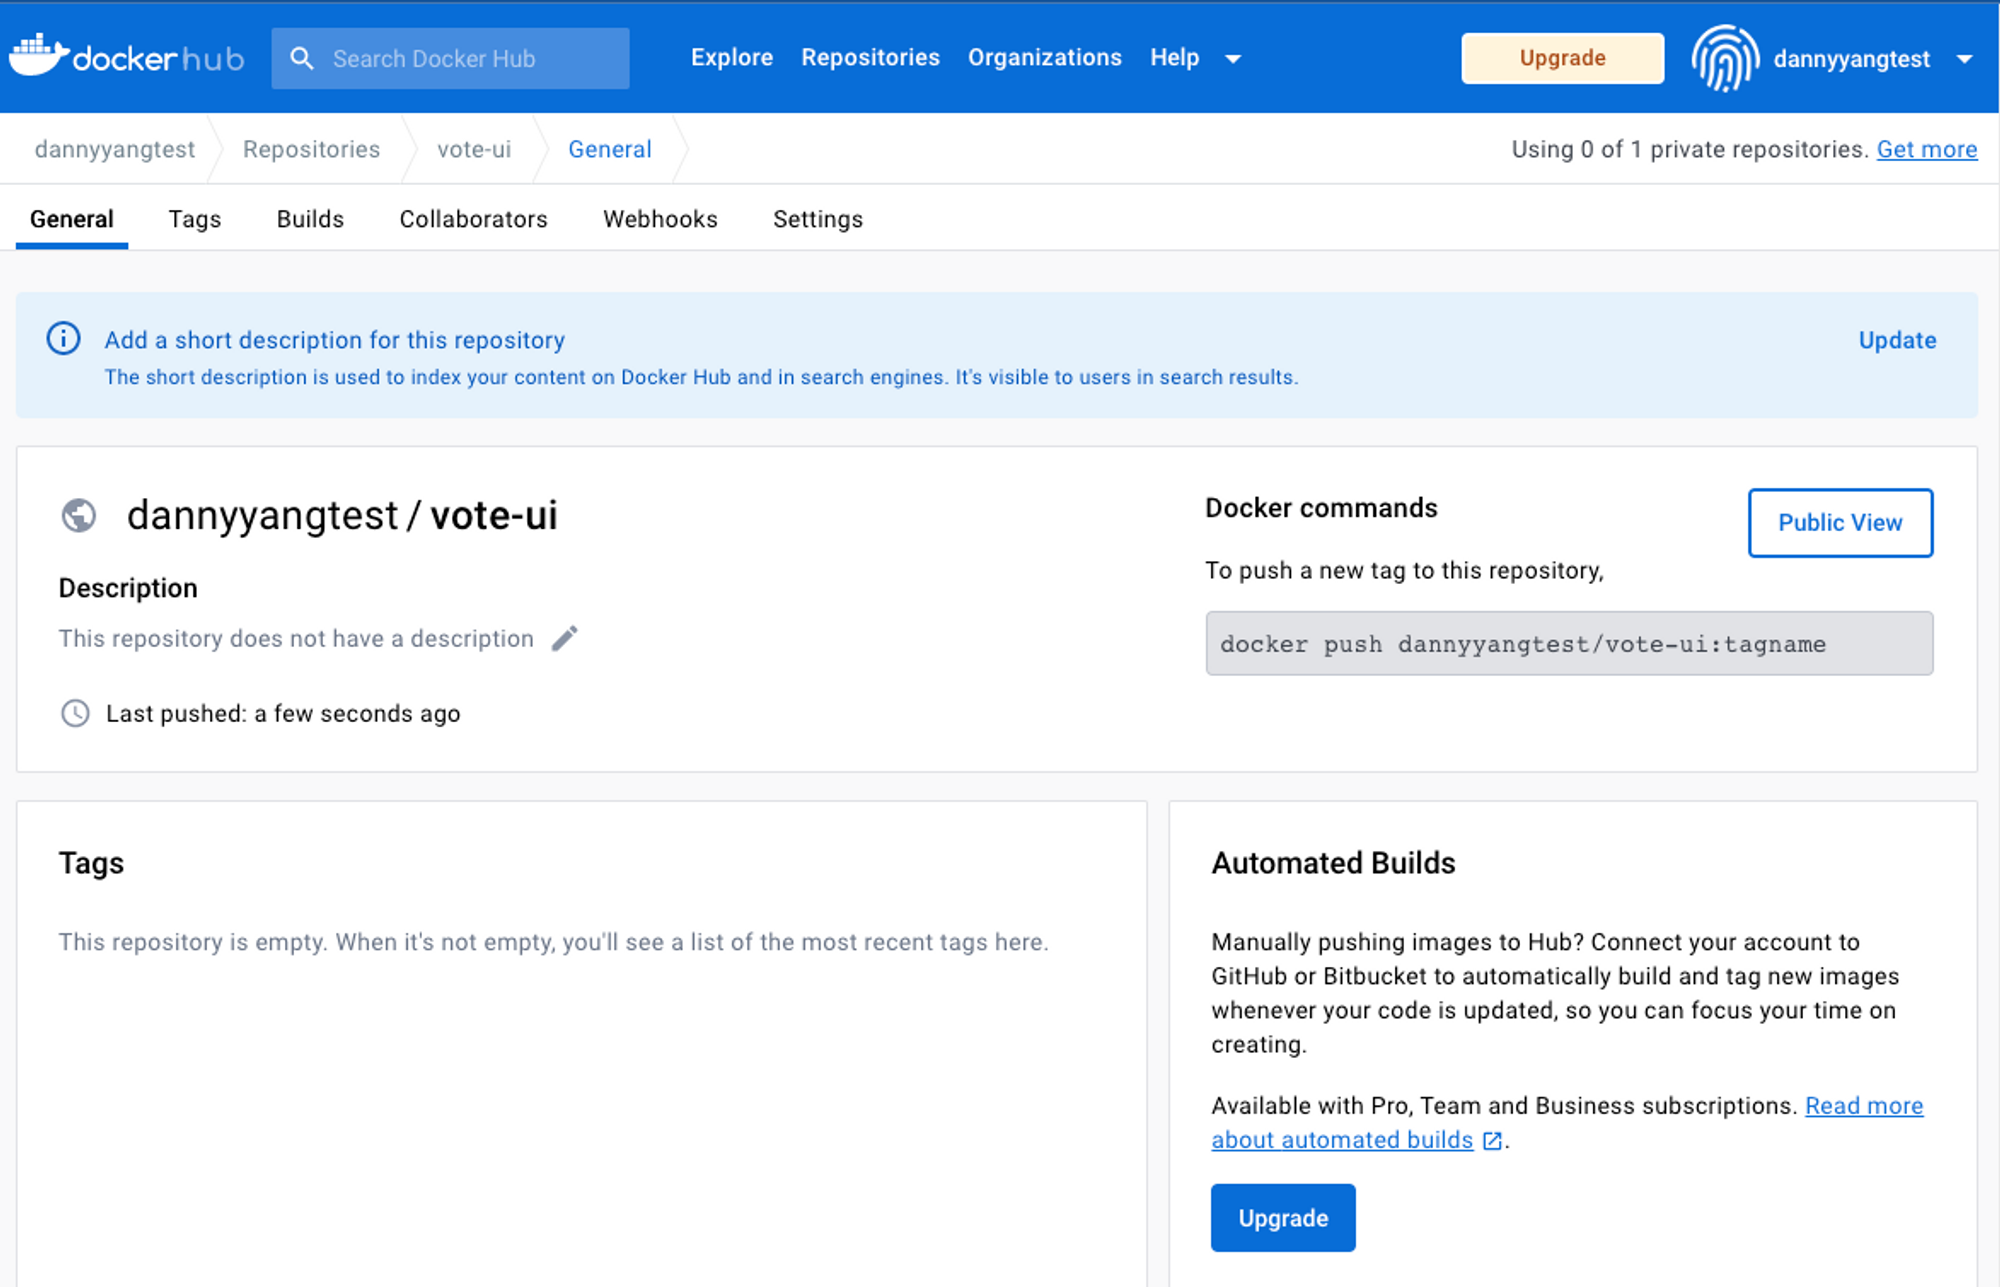 dockerhub
Search Docker Hub
Explore
Repositories
Organizations
Help
Upgrade
dannyyangtest
dannyyangtest
Repositories
vote-ui
General
Using 0 of 1 private repositories. Get more
General
Tags
Builds
Collaborators
Webhooks
Settings
Add a short description for this repository
Update
The short description is used to index your content on Docker Hub and in search engines. It's visible to users in search results.
dannyyangtest / vote-ui
Description
This repository does not have a description
Last pushed: a few seconds ago
Docker commands
Public View
To push a new tag to this repository,
docker push dannyyangtest/vote-ui:tagname
Tags
This repository is empty. When it's not empty, you'll see a list of the most recent tags here.
Automated Builds
Manually pushing images to Hub? Connect your account to
GitHub or Bitbucket to automatically build and tag new images
whenever your code is updated, so you can focus your time on
creating.
Available with Pro, Team and Business subscriptions. Read more
about automated builds .
Upgrade